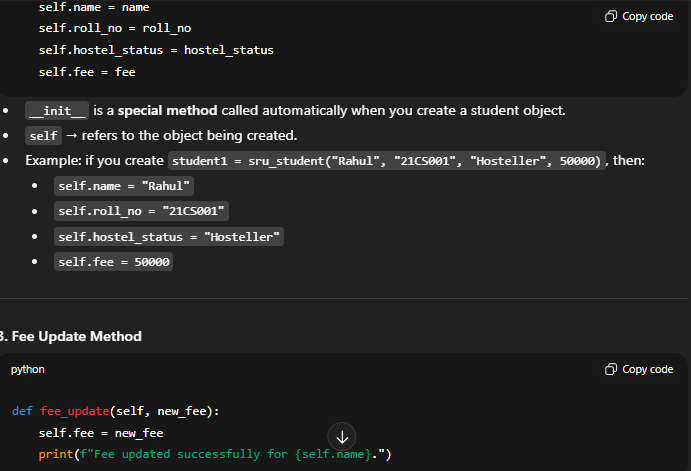 self.name = name
Copy code
self.roll_no = roll_no
self.hostel_status = hostel_status
self.fee = fee
• __init__ is a special method called automatically when you create a student object.
• self → refers to the object being created.
• Example: if you create student1 = sru_student("Rahul", "21CS001", "Hosteller", 50000), then:
• self.name = "Rahul"
• self.roll_no = "21CS001"
• self.hostel_status = "Hosteller"
• self.fee = 50000
3. Fee Update Method
python
Copy code
def fee_update(self, new_fee):
self.fee = new_fee
print(f"Fee updated successfully for {self.name}.")